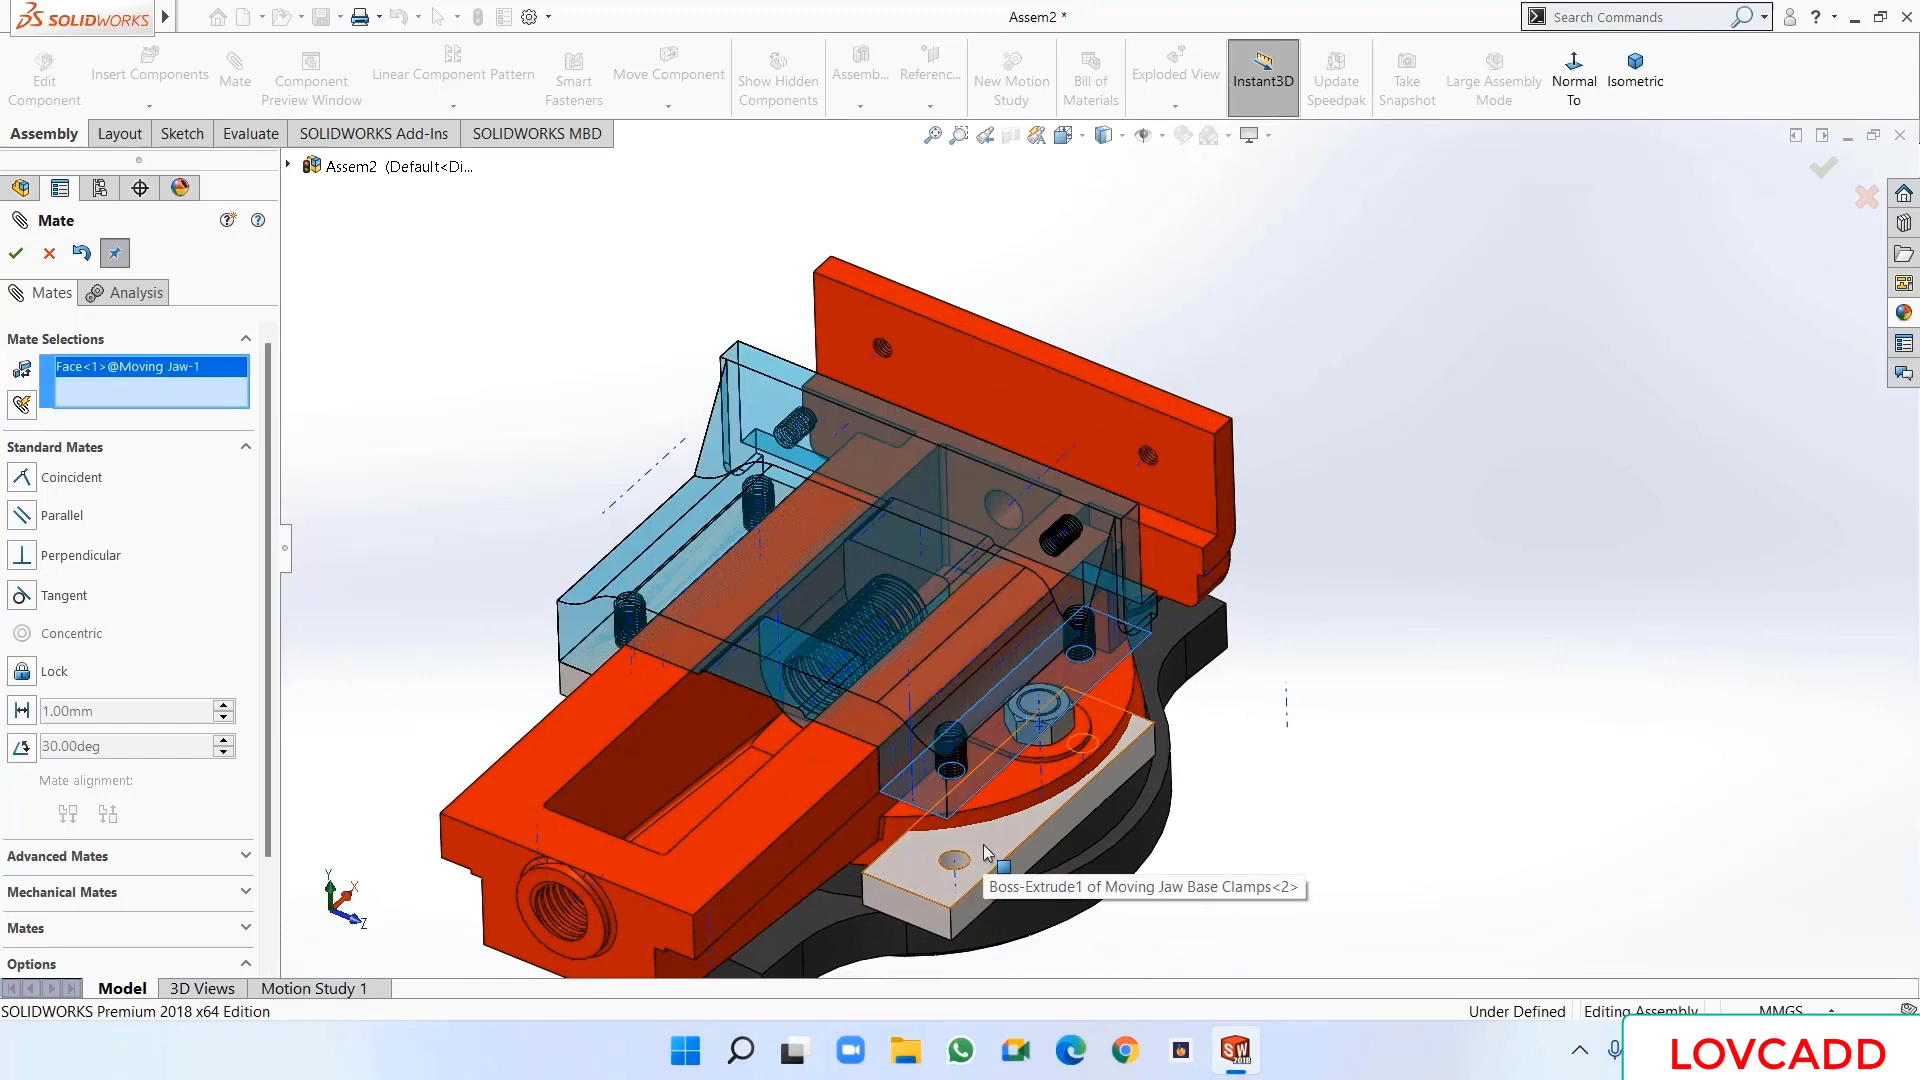 SOLIDWORKS
Assem2 *
Search Commands
Edit Component
Insert Components
Mate
Component Preview Window
Linear Component Pattern
Smart Fasteners
Move Component
Show Hidden Components
Assemb...
Referenc...
New Motion Study
Bill of Materials
Exploded View
Instant3D
Update Speedpak
Take Snapshot
Large Assembly Mode
Normal To
Isometric
Assembly
Layout
Sketch
Evaluate
SOLIDWORKS Add-Ins
SOLIDWORKS MBD
Assem2 (Default<Di...
Mate
Mates
Analysis
Mate Selections
Face<1>@Moving Jaw-1
Standard Mates
Coincident
Parallel
Perpendicular
Tangent
Concentric
Lock
1.00mm
30.00deg
Mate alignment:
Advanced Mates
Mechanical Mates
Mates
Options
Boss-Extrude1 of Moving Jaw Base Clamps<2>
Y
X
Z
Model
3D Views
Motion Study 1
SOLIDWORKS Premium 2018 x64 Edition
Under Defined
Editing Assembly
MMGS
SW
2018
LOVCADD